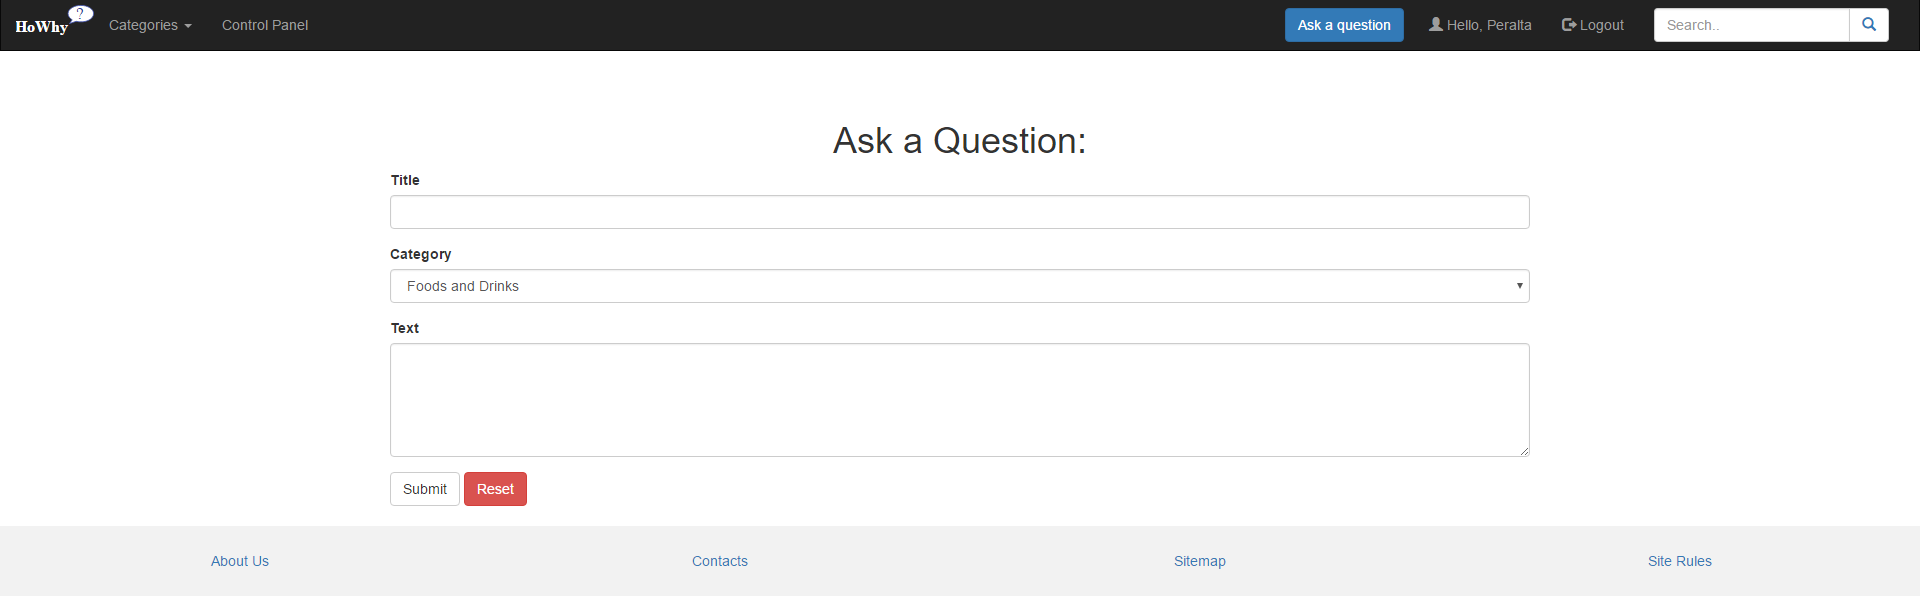 HoWhy ? Categories Control Panel Ask a question Hello, Peralta Logout Search..
Ask a Question:
Title
Category
Foods and Drinks
Text
Submit Reset
About Us Contacts Sitemap Site Rules